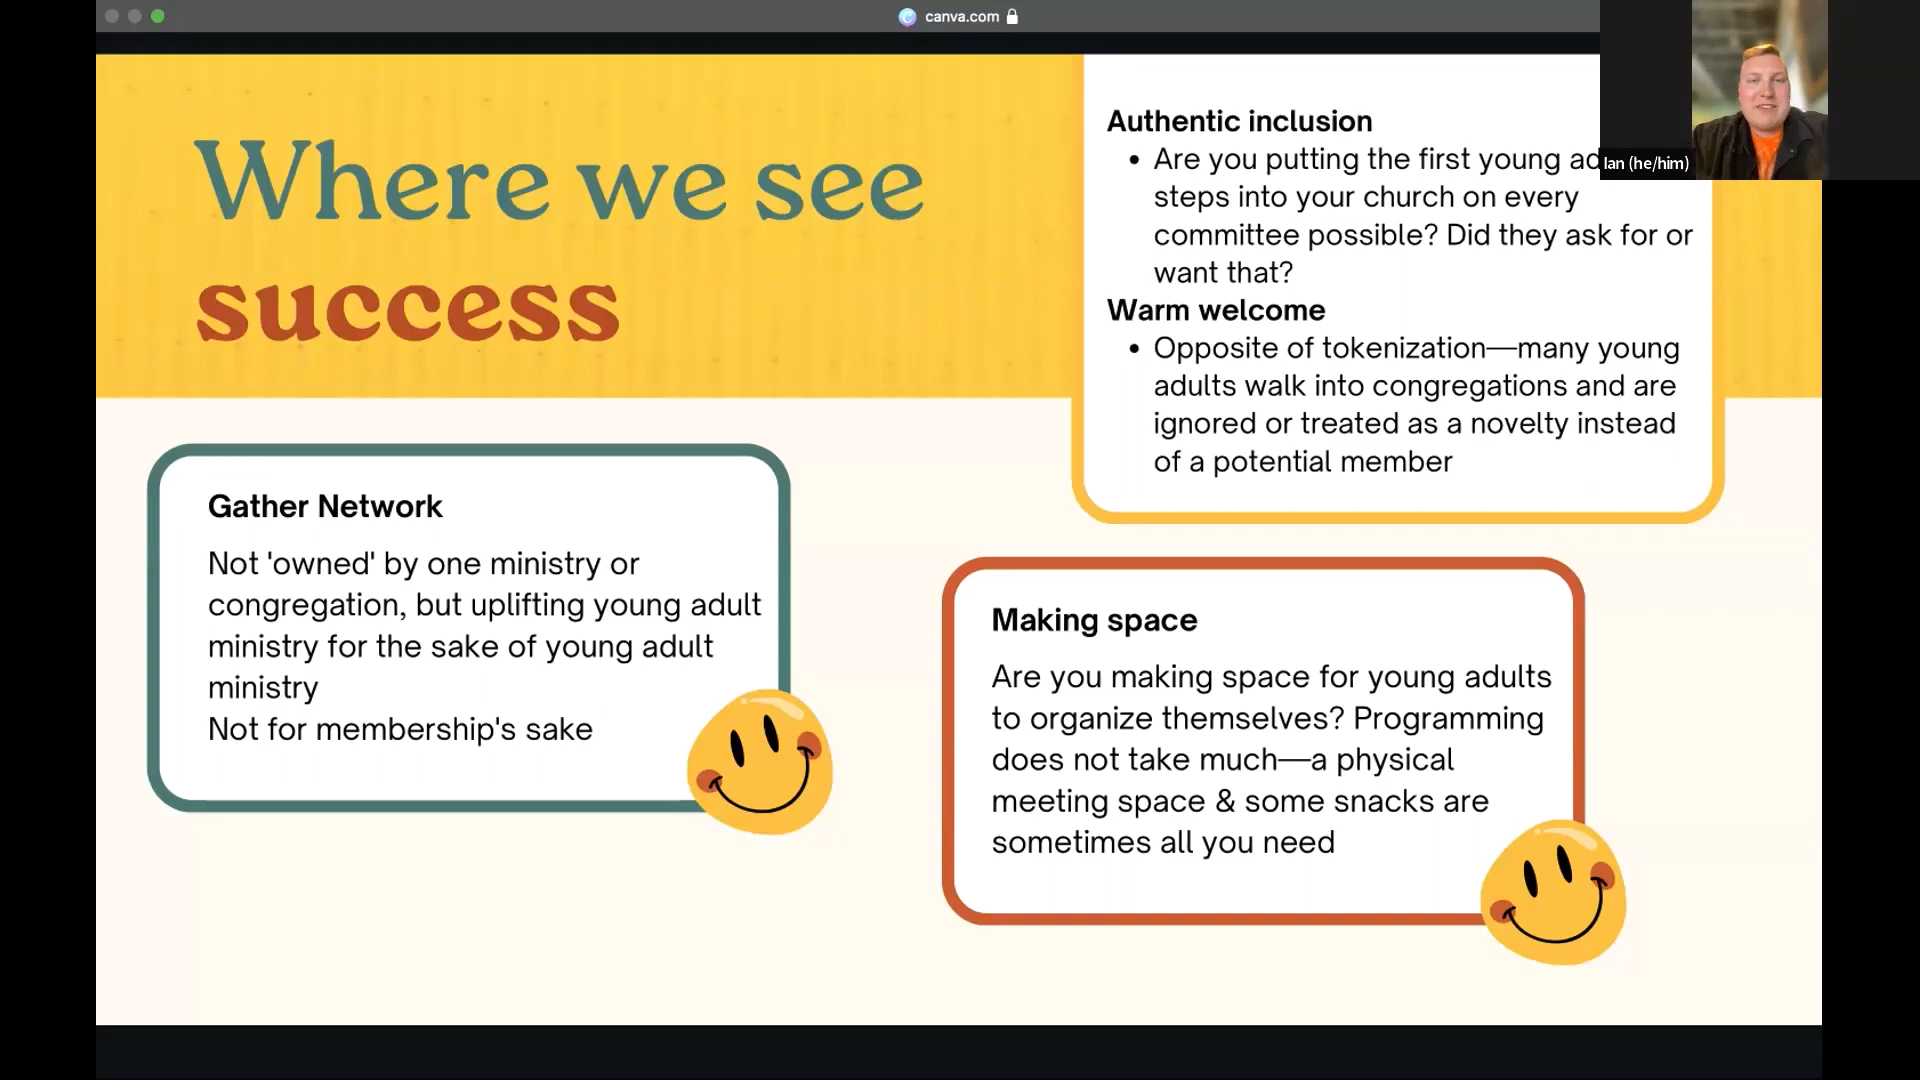 canva.com
Where we see
success
Authentic inclusion
• Are you putting the first young
steps into your church on every
committee possible? Did they ask for or
want that?
Warm welcome
• Opposite of tokenization—many young
adults walk into congregations and are
ignored or treated as a novelty instead
of a potential member
Ian (he/him)
Gather Network
Not 'owned' by one ministry or
congregation, but uplifting young adult
ministry for the sake of young adult
ministry
Not for membership's sake
Making space
Are you making space for young adults
to organize themselves? Programming
does not take much—a physical
meeting space & some snacks are
sometimes all you need